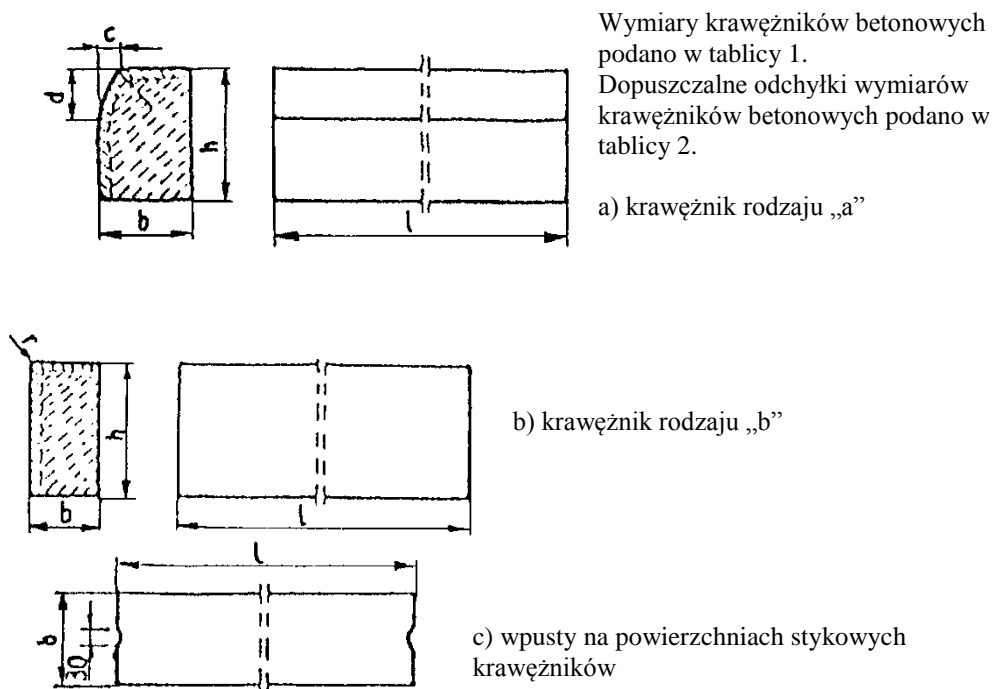 Wymiary krawężników betonowych
podano w tablicy 1.
Dopuszczalne odchyłki wymiarów
krawężników betonowych podano w
tablicy 2.
c
d
h
b
l
a) krawężnik rodzaju „a”
r
h
b
l
b) krawężnik rodzaju „b”
l
b
30
c) wpusty na powierzchniach stykowych
krawężników